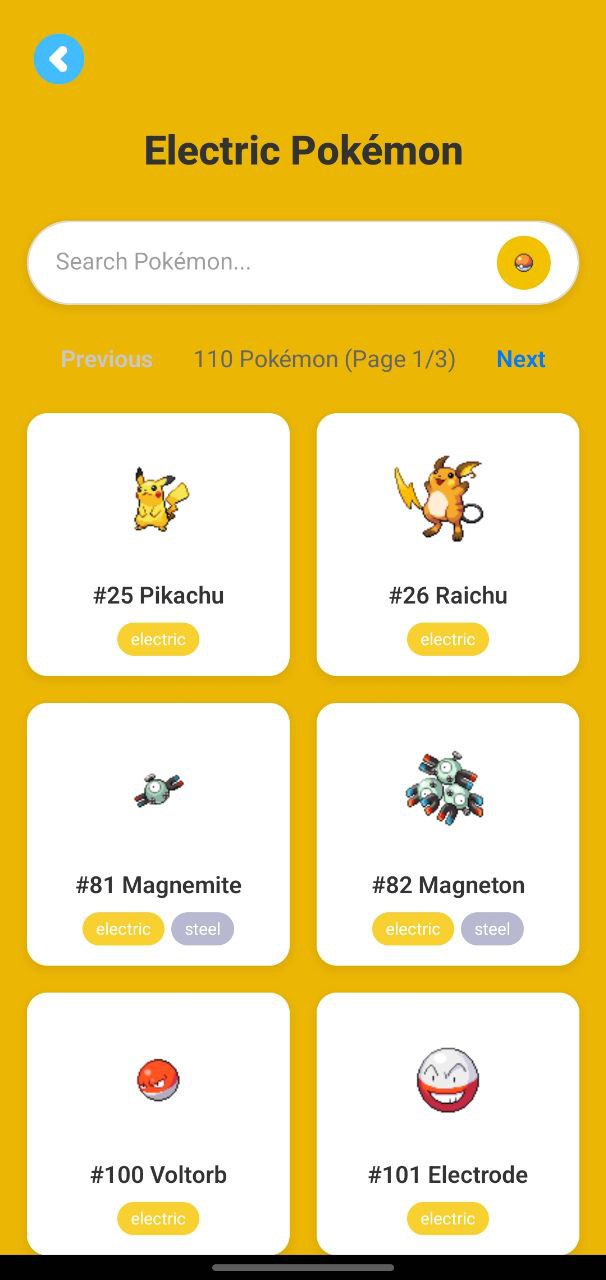 Electric Pokémon
Search Pokémon...
Previous 110 Pokémon (Page 1/3) Next
#25 Pikachu
electric
#26 Raichu
electric
#81 Magnemite
electric steel
#82 Magneton
electric steel
#100 Voltorb
electric
#101 Electrode
electric